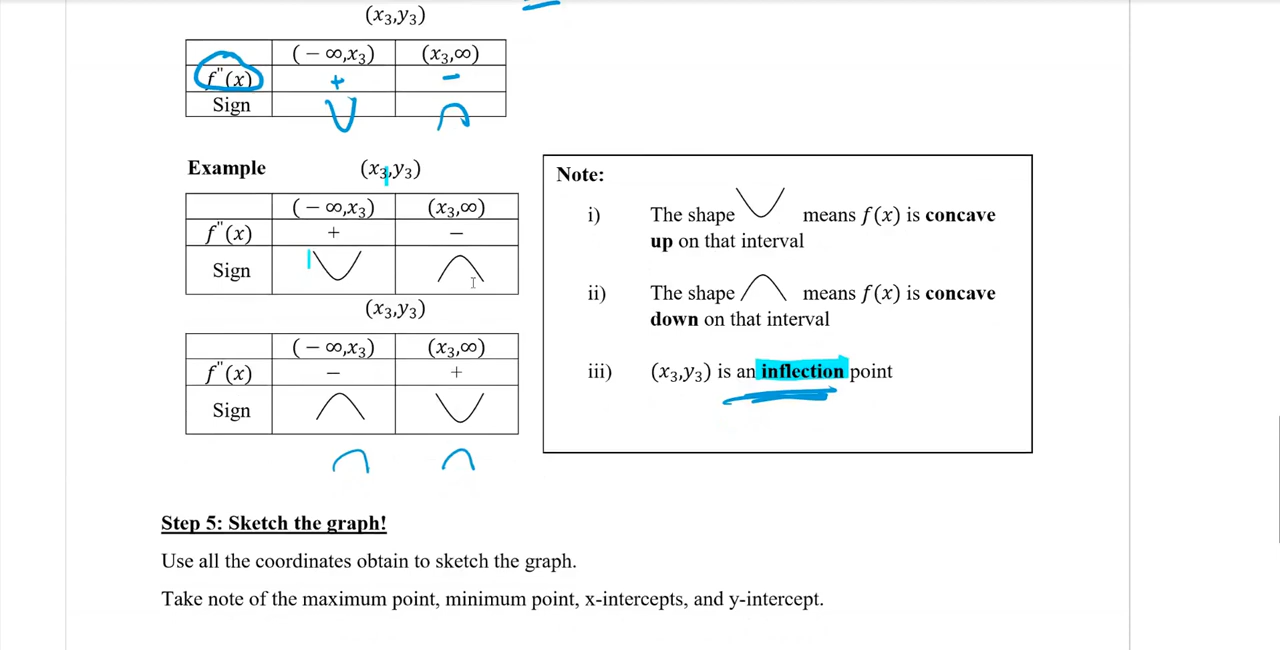 (x₃,y₃)
(− ∞,x₃) (x₃,∞)
f"(x) + −
Sign
Example (x₃,y₃)
(− ∞,x₃) (x₃,∞)
f"(x) + −
Sign
(x₃,y₃)
(− ∞,x₃) (x₃,∞)
f"(x) − +
Sign
Note:
i) The shape means f(x) is concave
up on that interval
ii) The shape means f(x) is concave
down on that interval
iii) (x₃,y₃) is an inflection point
Step 5: Sketch the graph!
Use all the coordinates obtain to sketch the graph.
Take note of the maximum point, minimum point, x-intercepts, and y-intercept.